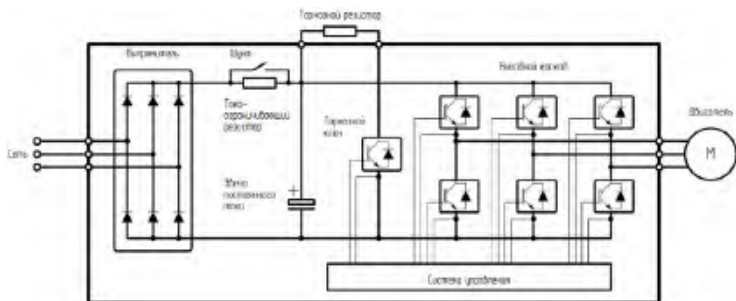 Тормозной резистор
Выпрямитель
Шунт
Выходной каскад
Двигатель
Токо-
ограничивающий
резистор
Тормозной
ключ
Сеть
M
Звено
постоянного
тока
+
Система управления